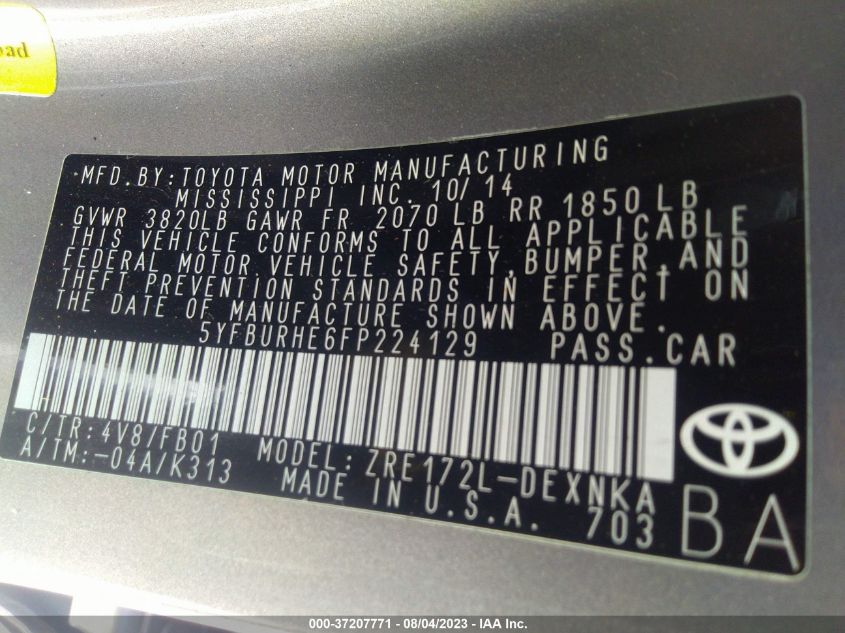 oad
MFD. BY: TOYOTA MOTOR MANUFACTURING
MISSISSIPPI INC. 10/14
GVWR 3820LB GAWR FR 2070 LB RR 1850 LB
THIS VEHICLE CONFORMS TO ALL APPLICABLE
FEDERAL MOTOR VEHICLE SAFETY, BUMPER, AND
THEFT PREVENTION STANDARDS IN EFFECT ON
THE DATE OF MANUFACTURE SHOWN ABOVE.
5YFBURHE6FP224129 PASS. CAR
C/TR: 4V8/FB01 MODEL: ZRE172L-DEXNKA
A/TM: -04A/K313 MADE IN U.S.A. 703
BA
000-37207771 - 08/04/2023 - IAA Inc.